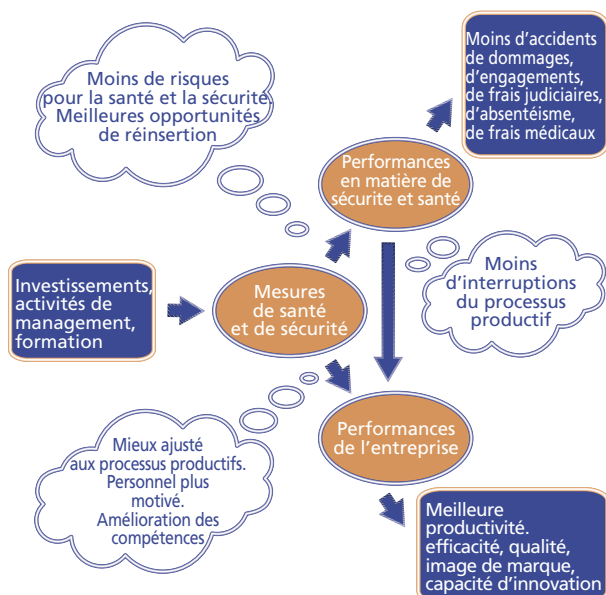 Moins de risques
pour la santé et la sécurité.
Meilleures opportunités
de réinsertion
Moins d'accidents
de dommages,
d'engagements,
de frais judiciaires,
d'absentéisme,
de frais médicaux
Performances
en matière de
sécurite et santé
Moins
d'interruptions
du processus
productif
Investissements,
activités de
management,
formation
Mesures
de santé
et de sécurité
Mieux ajusté
aux processus productifs.
Personnel plus
motivé.
Amélioration des
compétences
Performances
de l'entreprise
Meilleure
productivité.
efficacité, qualité,
image de marque,
capacité d'innovation